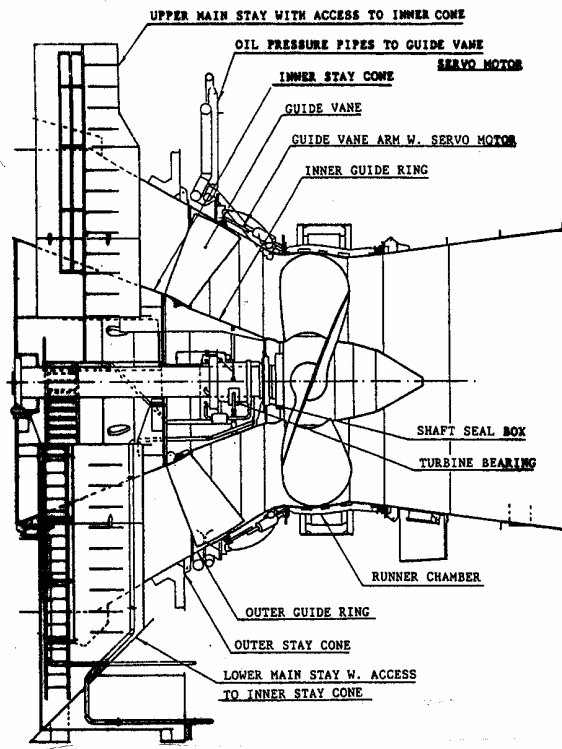 UPPER MAIN STAY WITH ACCESS TO INNER CONE
OIL PRESSURE PIPES TO GUIDE VANE
SERVO MOTOR
INNER STAY CONE
GUIDE VANE
GUIDE VANE ARM W. SERVO MOTOR
INNER GUIDE RING
SHAFT SEAL BOX
TURBINE BEARING
RUNNER CHAMBER
OUTER GUIDE RING
OUTER STAY CONE
LOWER MAIN STAY W. ACCESS
TO INNER STAY CONE